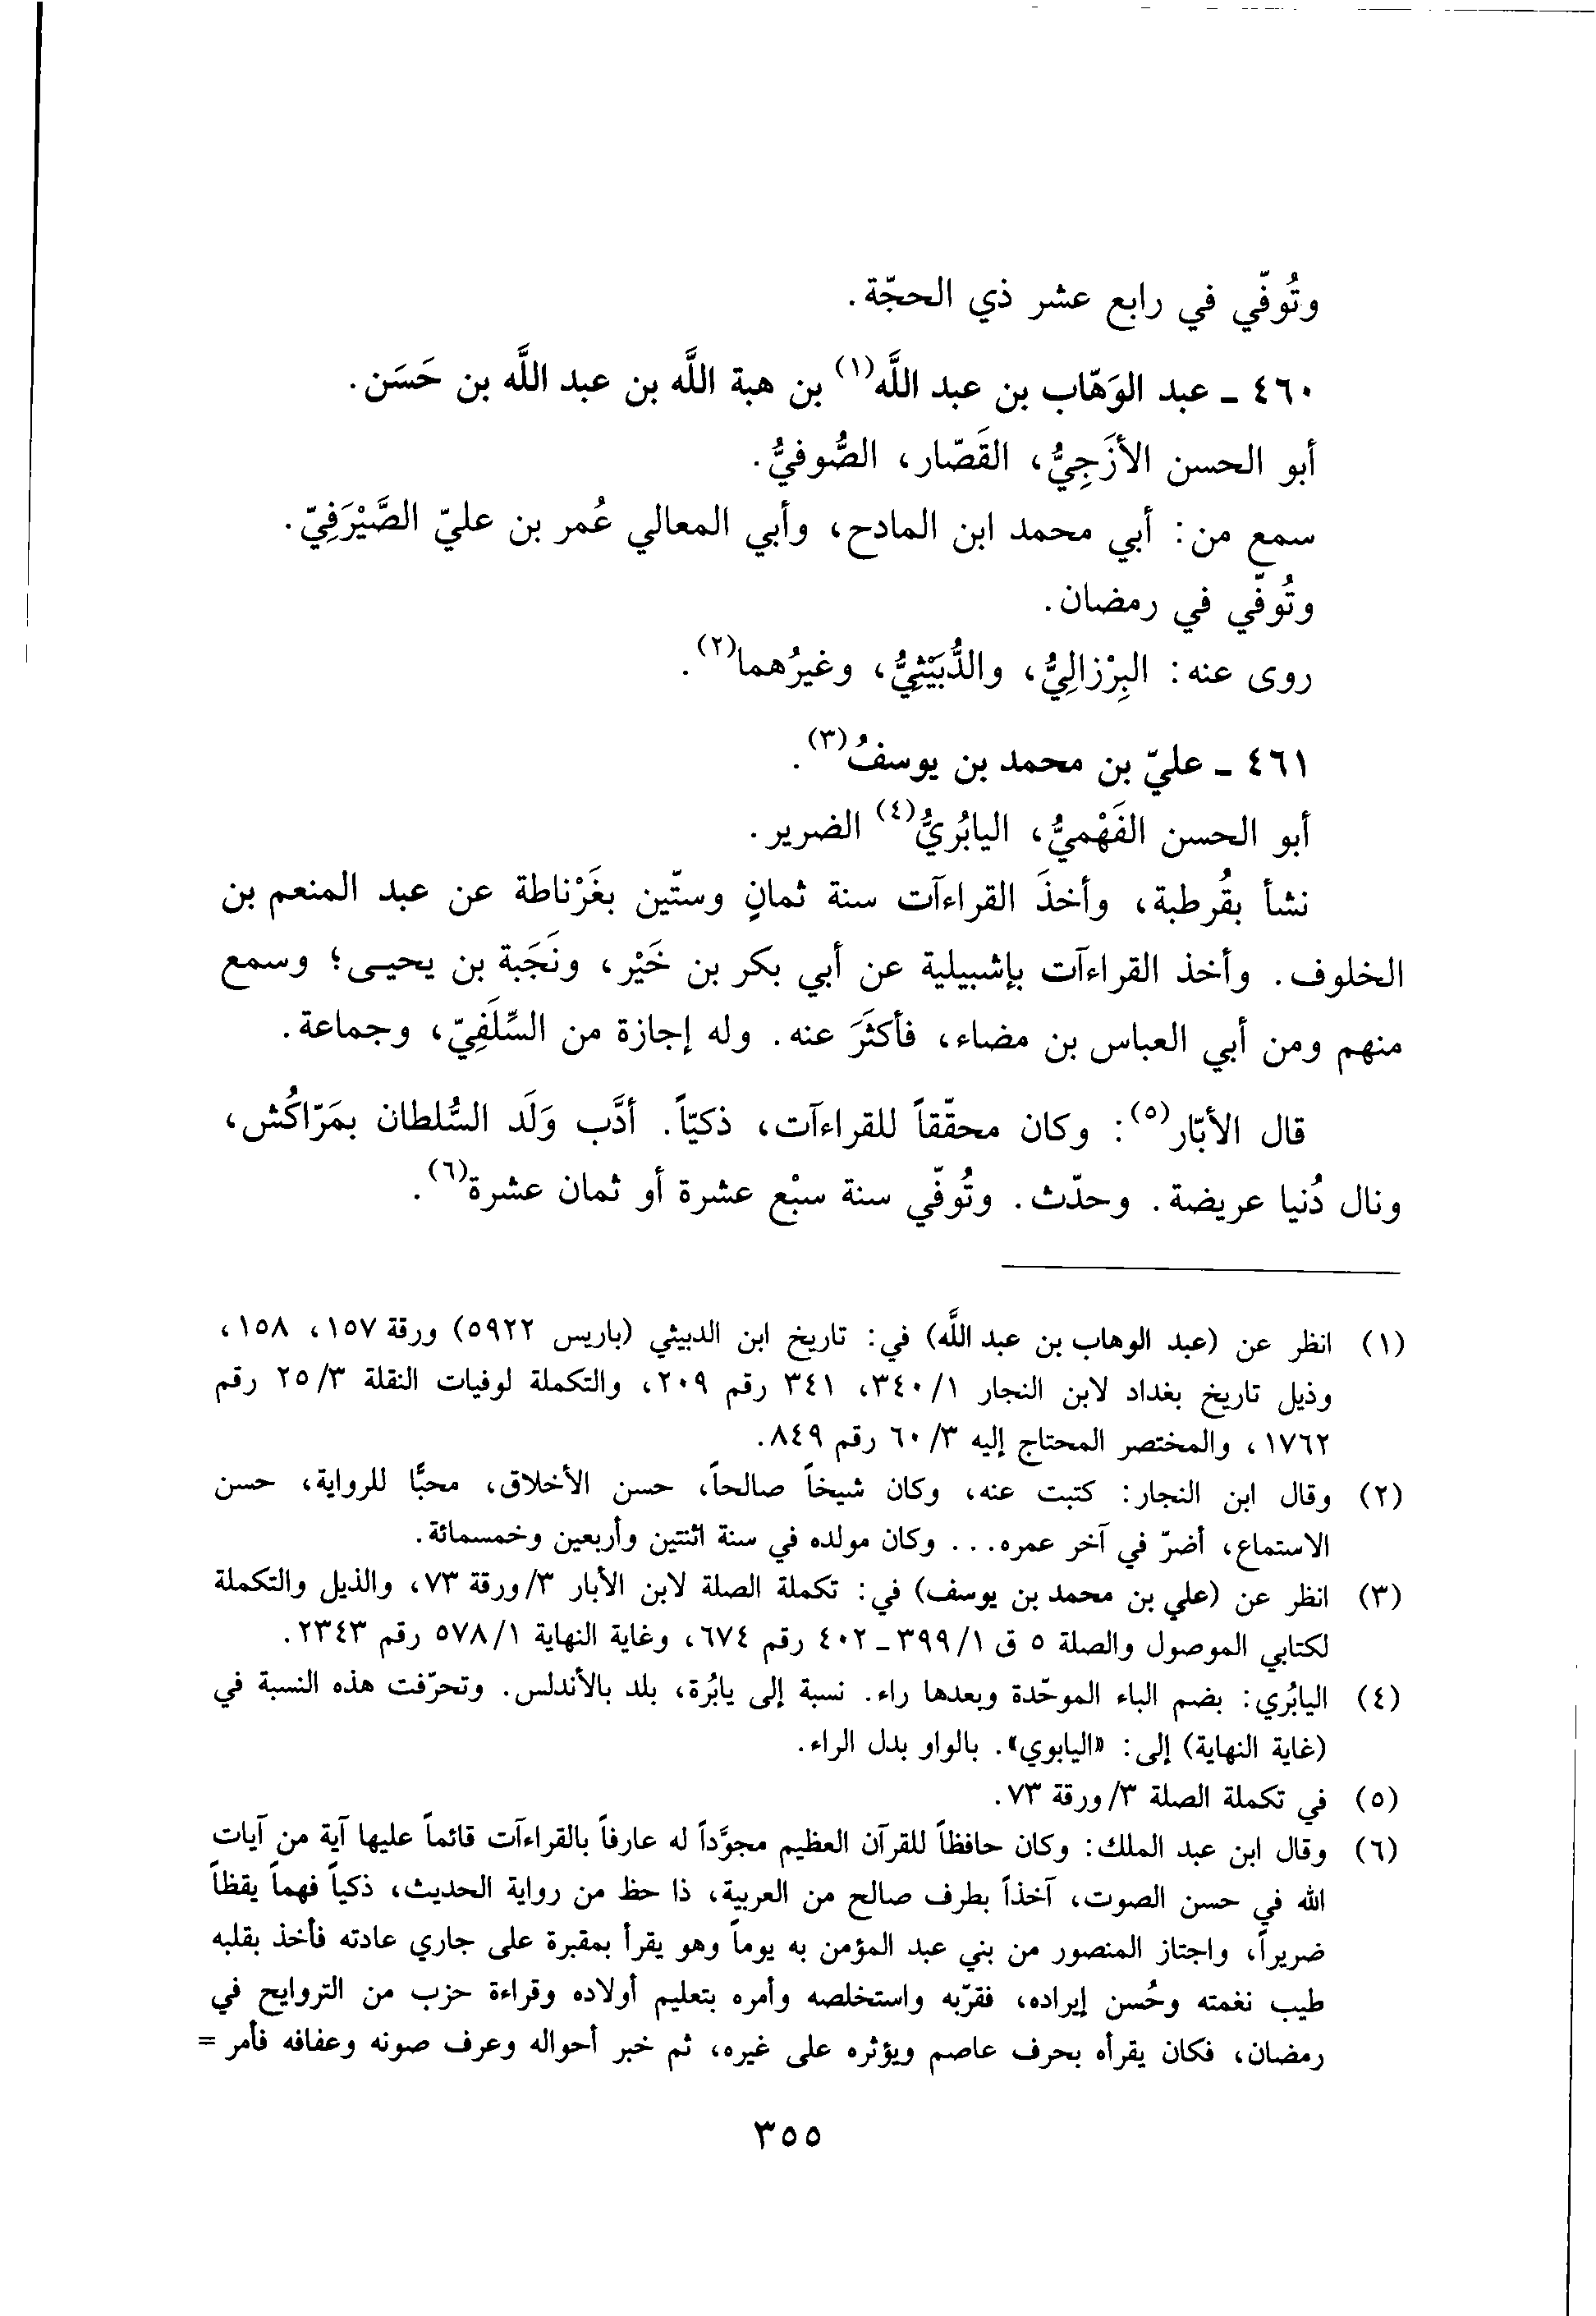 وتُوفّي في رابع عشر ذي الحجّة.
٤٦٠ ـ عبد الوَهّاب بن عبد اللَّه(١) بن هبة اللَّه بن عبد اللَّه بن حَسَن.
أبو الحسن الأزَجِيُّ، القَصّار، الصُّوفيُّ.
سمع من: أبي محمد ابن المادح، وأبي المعالي عُمر بن عليّ الصَّيْرَفِيّ.
وتُوفّي في رمضان.
روى عنه: البِرْزالِيُّ، والدُّبَيْثِيُّ، وغيرُهما(٢).
٤٦١ ـ عليّ بن محمد بن يوسفُ(٣).
أبو الحسن الفَهْميُّ، اليابُريُّ(٤) الضرير.
نشأ بقُرطبة، وأخذَ القراءآت سنة ثمانٍ وستّين بغَرْناطة عن عبد المنعم بن
الخلوف. وأخذ القراءآت بإشبيلية عن أبي بكر بن خَيْر، ونَجَبة بن يحيـى؛ وسمع
منهم ومن أبي العباس بن مضاء، فأكثَرَ عنه. وله إجازة من السِّلَفِيّ، وجماعة.
قال الأبّار(٥): وكان محقّقاً للقراءآت، ذكيّاً. أدَّب وَلَد السُّلطان بمَرّاكُش،
ونال دُنيا عريضة. وحدّث. وتُوفّي سنة سبْع عشرة أو ثمان عشرة(٦).
(١) انظر عن (عبد الوهاب بن عبد اللَّه) في: تاريخ ابن الدبيثي (باريس ٥٩٢٢) ورقة ١٥٧، ١٥٨،
وذيل تاريخ بغداد لابن النجار ١/ ٣٤٠، ٣٤١ رقم ٢٠٩، والتكملة لوفيات النقلة ٣/ ٢٥ رقم
١٧٦٢، والمختصر المحتاج إليه ٣/ ٦٠ رقم ٨٤٩.
(٢) وقال ابن النجار: كتبت عنه، وكان شيخاً صالحاً، حسن الأخلاق، محبًّا للرواية، حسن
الاستماع، أضرّ في آخر عمره... وكان مولده في سنة اثنتين وأربعين وخمسمائة.
(٣) انظر عن (علي بن محمد بن يوسف) في: تكملة الصلة لابن الأبار ٣/ ورقة ٧٣، والذيل والتكملة
لكتابي الموصول والصلة ٥ ق ١/ ٣٩٩ ـ ٤٠٢ رقم ٦٧٤، وغاية النهاية ١/ ٥٧٨ رقم ٢٣٤٣.
(٤) اليابُري: بضم الباء الموحّدة وبعدها راء. نسبة إلى يابُرة، بلد بالأندلس. وتحرّفت هذه النسبة في
(غاية النهاية) إلى: «اليابوي». بالواو بدل الراء.
(٥) في تكملة الصلة ٣/ ورقة ٧٣.
(٦) وقال ابن عبد الملك: وكان حافظاً للقرآن العظيم مجوَّداً له عارفاً بالقراءآت قائماً عليها آية من آيات
الله في حسن الصوت، آخذاً بطرف صالح من العربية، ذا حظ من رواية الحديث، ذكياً فهماً يقظاً
ضريراً، واجتاز المنصور من بني عبد المؤمن به يوماً وهو يقرأ بمقبرة على جاري عادته فأخذ بقلبه
طيب نغمته وحُسن إيراده، فقرّبه واستخلصه وأمره بتعليم أولاده وقراءة حزب من التروايح في
رمضان، فكان يقرأه بحرف عاصم ويؤثره على غيره، ثم خبر أحواله وعرف صونه وعفافه فأمر =
٣٥٥